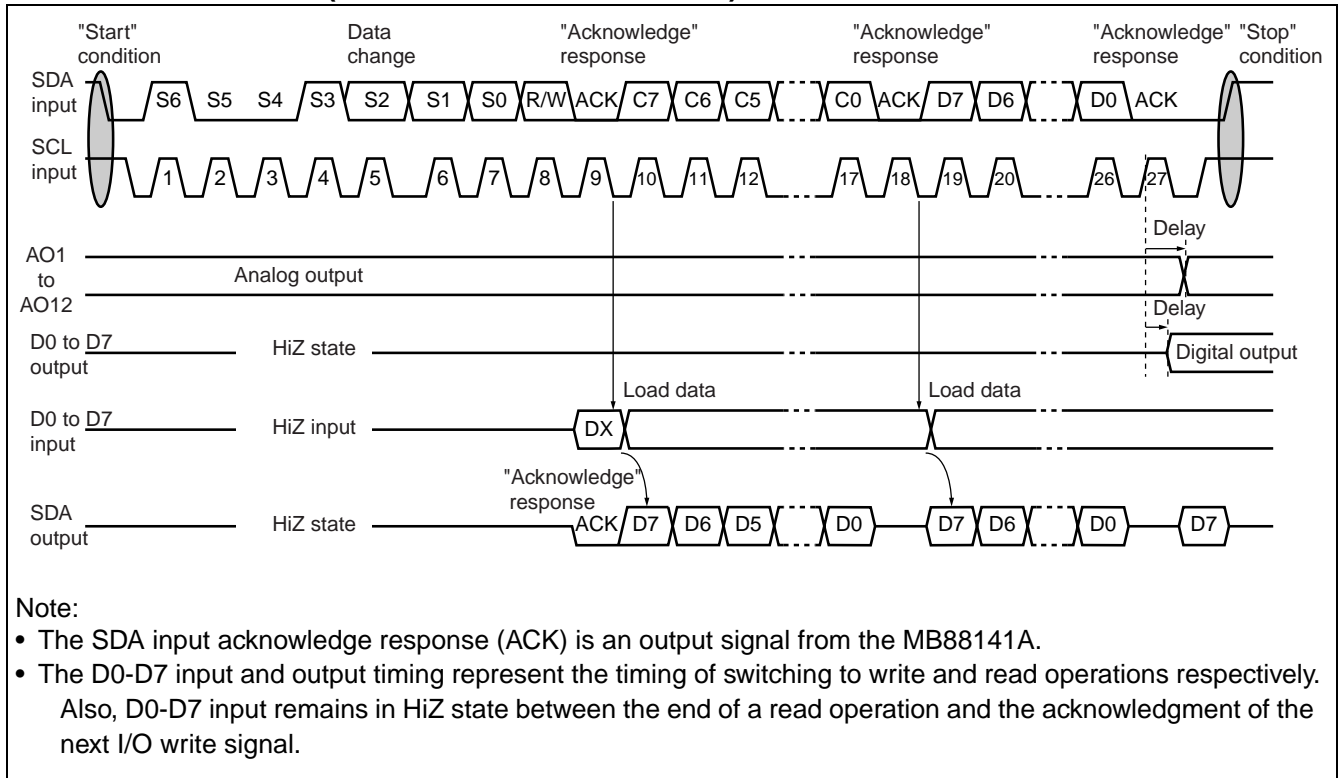 "Start" condition
Data change
"Acknowledge" response
"Acknowledge" response
"Acknowledge" response
"Stop" condition
SDA input
S6 S5 S4 S3 S2 S1 S0 R/W ACK C7 C6 C5 C0 ACK D7 D6 D0 ACK
SCL input
1 2 3 4 5 6 7 8 9 10 11 12 17 18 19 20 26 27
Delay
AO1 to AO12
Analog output
Delay
D0 to D7 output
HiZ state
Digital output
Load data
Load data
D0 to D7 input
HiZ input
DX
"Acknowledge" response
SDA output
HiZ state
ACK D7 D6 D5 D0 D7 D6 D0 D7
Note:
• The SDA input acknowledge response (ACK) is an output signal from the MB88141A.
• The D0-D7 input and output timing represent the timing of switching to write and read operations respectively.
Also, D0-D7 input remains in HiZ state between the end of a read operation and the acknowledgment of the
next I/O write signal.